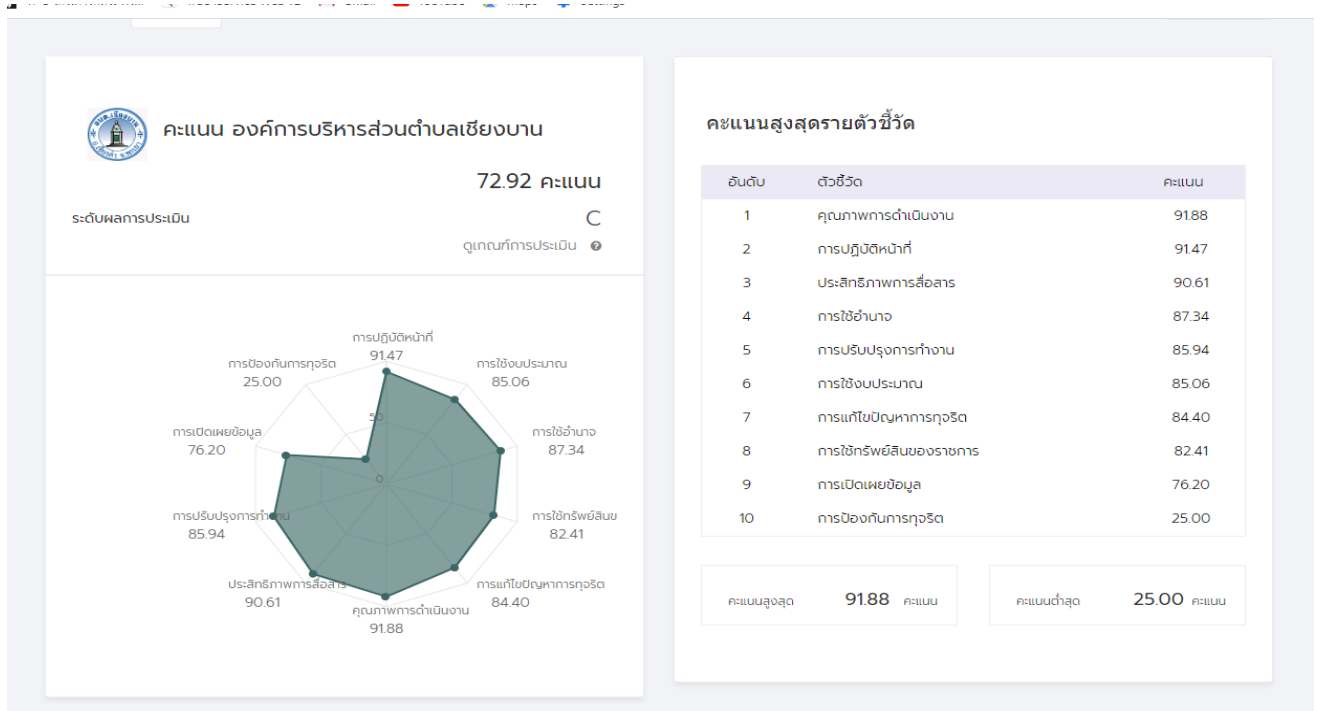 Gmail
YouTube
Maps
Settings
คะแนน องค์การบริหารส่วนตำบลเชียงบาน
72.92 คะแนน
ระดับผลการประเมิน
C
ดูเกณฑ์การประเมิน
การปฏิบัติหน้าที่
91.47
การป้องกันการทุจริต
25.00
การใช้งบประมาณ
85.06
50
การเปิดเผยข้อมูล
76.20
การใช้อำนาจ
87.34
0
การปรับปรุงการทำงาน
85.94
การใช้ทรัพย์สินข
82.41
ประสิทธิภาพการสื่อสาร
90.61
การแก้ไขปัญหาการทุจริต
84.40
คุณภาพการดำเนินงาน
91.88
คะแนนสูงสุดรายตัวชี้วัด
อันดับ ตัวชี้วัด คะแนน
1 คุณภาพการดำเนินงาน 91.88
2 การปฏิบัติหน้าที่ 91.47
3 ประสิทธิภาพการสื่อสาร 90.61
4 การใช้อำนาจ 87.34
5 การปรับปรุงการทำงาน 85.94
6 การใช้งบประมาณ 85.06
7 การแก้ไขปัญหาการทุจริต 84.40
8 การใช้ทรัพย์สินของราชการ 82.41
9 การเปิดเผยข้อมูล 76.20
10 การป้องกันการทุจริต 25.00
คะแนนสูงสุด 91.88 คะแนน
คะแนนต่ำสุด 25.00 คะแนน